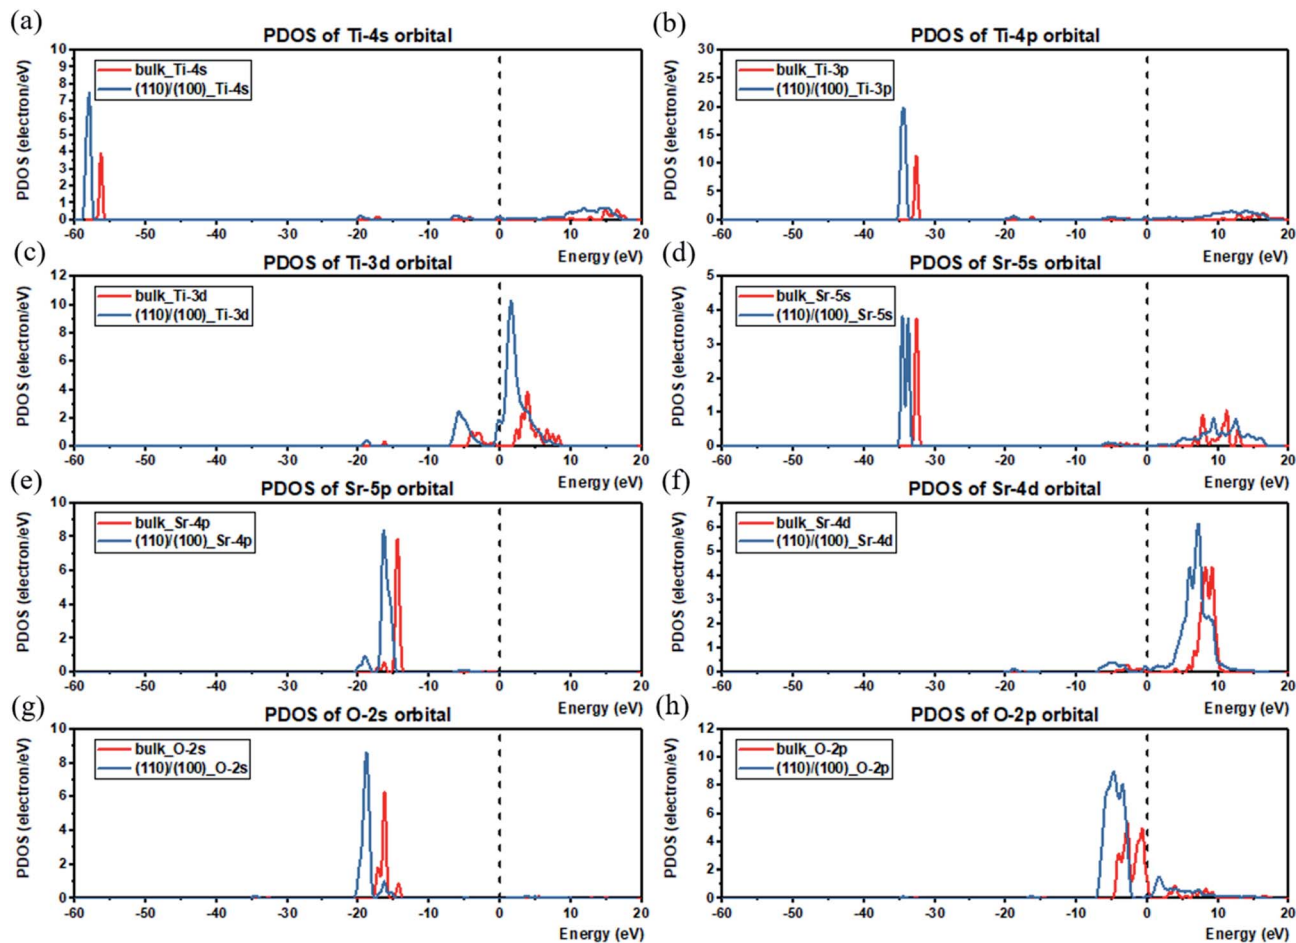 (a)
PDOS of Ti-4s orbital
PDOS (electron/eV)
10
9
8
7
6
5
4
3
2
1
0
bulk_Ti-4s
(110)/(100)_Ti-4s
-60 -50 -40 -30 -20 -10 0 10 20
Energy (eV)
(b)
PDOS of Ti-4p orbital
PDOS (electron/eV)
30
25
20
15
10
5
0
bulk_Ti-3p
(110)/(100)_Ti-3p
-60 -50 -40 -30 -20 -10 0 10 20
Energy (eV)
(c)
PDOS of Ti-3d orbital
PDOS (electron/eV)
12
10
8
6
4
2
0
bulk_Ti-3d
(110)/(100)_Ti-3d
-60 -50 -40 -30 -20 -10 0 10 20
Energy (eV)
(d)
PDOS of Sr-5s orbital
PDOS (electron/eV)
5
4
3
2
1
0
bulk_Sr-5s
(110)/(100)_Sr-5s
-60 -50 -40 -30 -20 -10 0 10 20
Energy (eV)
(e)
PDOS of Sr-5p orbital
PDOS (electron/eV)
10
8
6
4
2
0
bulk_Sr-4p
(110)/(100)_Sr-4p
-60 -50 -40 -30 -20 -10 0 10 20
Energy (eV)
(f)
PDOS of Sr-4d orbital
PDOS (electron/eV)
7
6
5
4
3
2
1
0
bulk_Sr-4d
(110)/(100)_Sr-4d
-60 -50 -40 -30 -20 -10 0 10 20
Energy (eV)
(g)
PDOS of O-2s orbital
PDOS (electron/eV)
10
8
6
4
2
0
bulk_O-2s
(110)/(100)_O-2s
-60 -50 -40 -30 -20 -10 0 10 20
Energy (eV)
(h)
PDOS of O-2p orbital
PDOS (electron/eV)
12
10
8
6
4
2
0
bulk_O-2p
(110)/(100)_O-2p
-60 -50 -40 -30 -20 -10 0 10 20
Energy (eV)